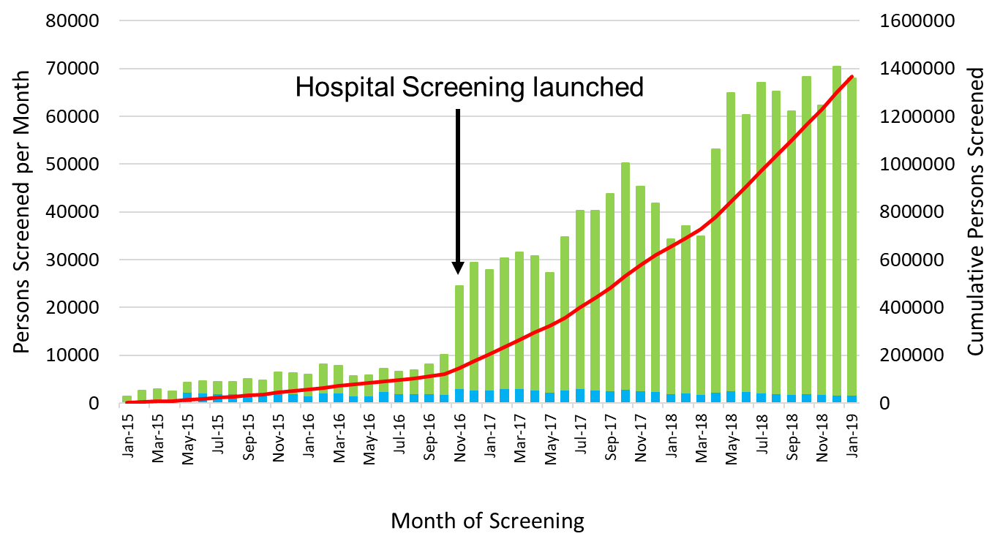 Hospital Screening launched
Persons Screened per Month
80000
70000
60000
50000
40000
30000
20000
10000
0
Cumulative Persons Screened
1600000
1400000
1200000
1000000
800000
600000
400000
200000
0
Jan-15
Mar-15
May-15
Jul-15
Sep-15
Nov-15
Jan-16
Mar-16
May-16
Jul-16
Sep-16
Nov-16
Jan-17
Mar-17
May-17
Jul-17
Sep-17
Nov-17
Jan-18
Mar-18
May-18
Jul-18
Sep-18
Nov-18
Jan-19
Month of Screening